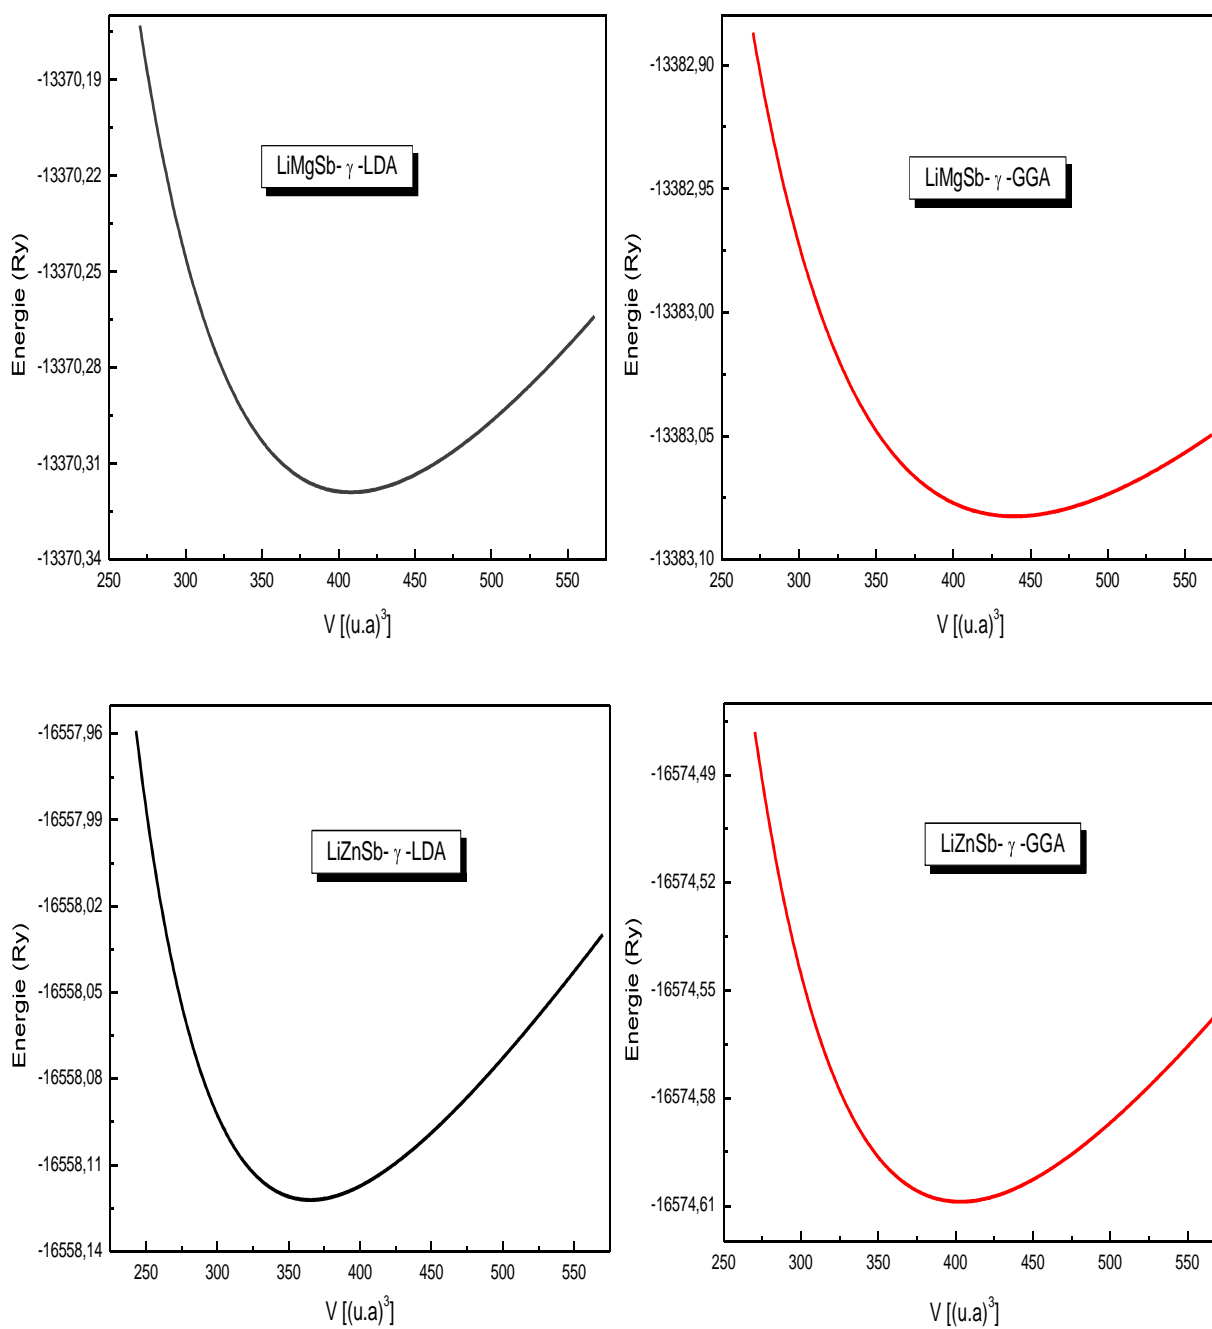 -13370,19
-13370,22
-13370,25
-13370,28
-13370,31
-13370,34
Energie (Ry)
LiMgSb- γ -LDA
250 300 350 400 450 500 550
V [(u.a)³]
-13382,90
-13382,95
-13383,00
-13383,05
-13383,10
Energie (Ry)
LiMgSb- γ -GGA
250 300 350 400 450 500 550
V [(u.a)³]
-16557,96
-16557,99
-16558,02
-16558,05
-16558,08
-16558,11
-16558,14
Energie (Ry)
LiZnSb- γ -LDA
250 300 350 400 450 500 550
V [(u.a)³]
-16574,49
-16574,52
-16574,55
-16574,58
-16574,61
Energie (Ry)
LiZnSb- γ -GGA
250 300 350 400 450 500 550
V [(u.a)³]